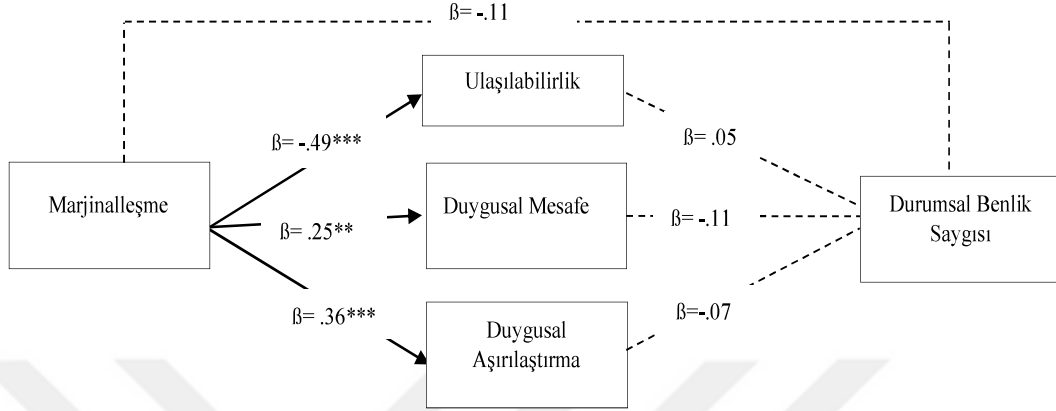 ß= -.11
Ulaşılabilirlik
ß= -.49***
ß= .05
Marjinalleşme
Duygusal Mesafe
Durumsal Benlik
Saygısı
ß= .25**
ß= -.11
ß= .36***
ß=-.07
Duygusal
Aşırılaştırma